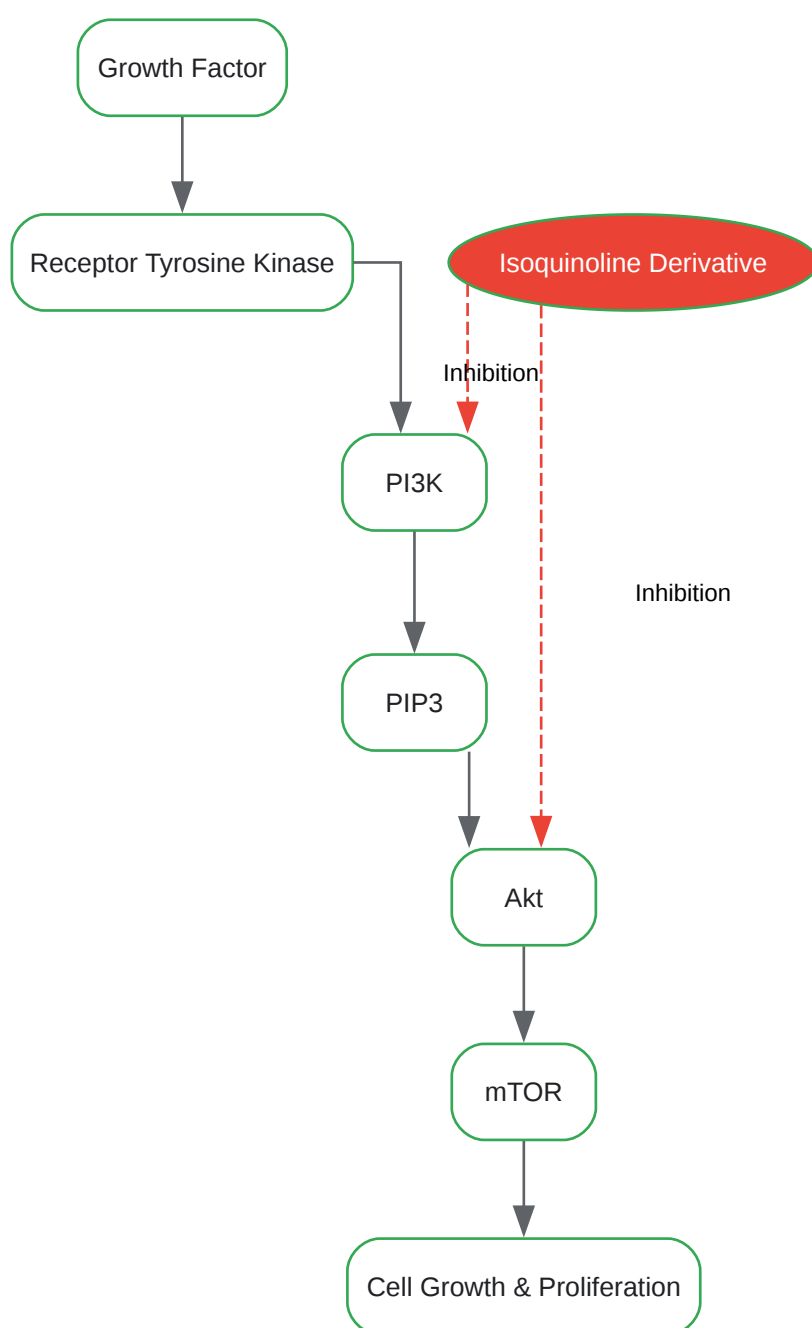 Growth Factor
Receptor Tyrosine Kinase
Isoquinoline Derivative
Inhibition
PI3K
Inhibition
PIP3
Akt
mTOR
Cell Growth & Proliferation